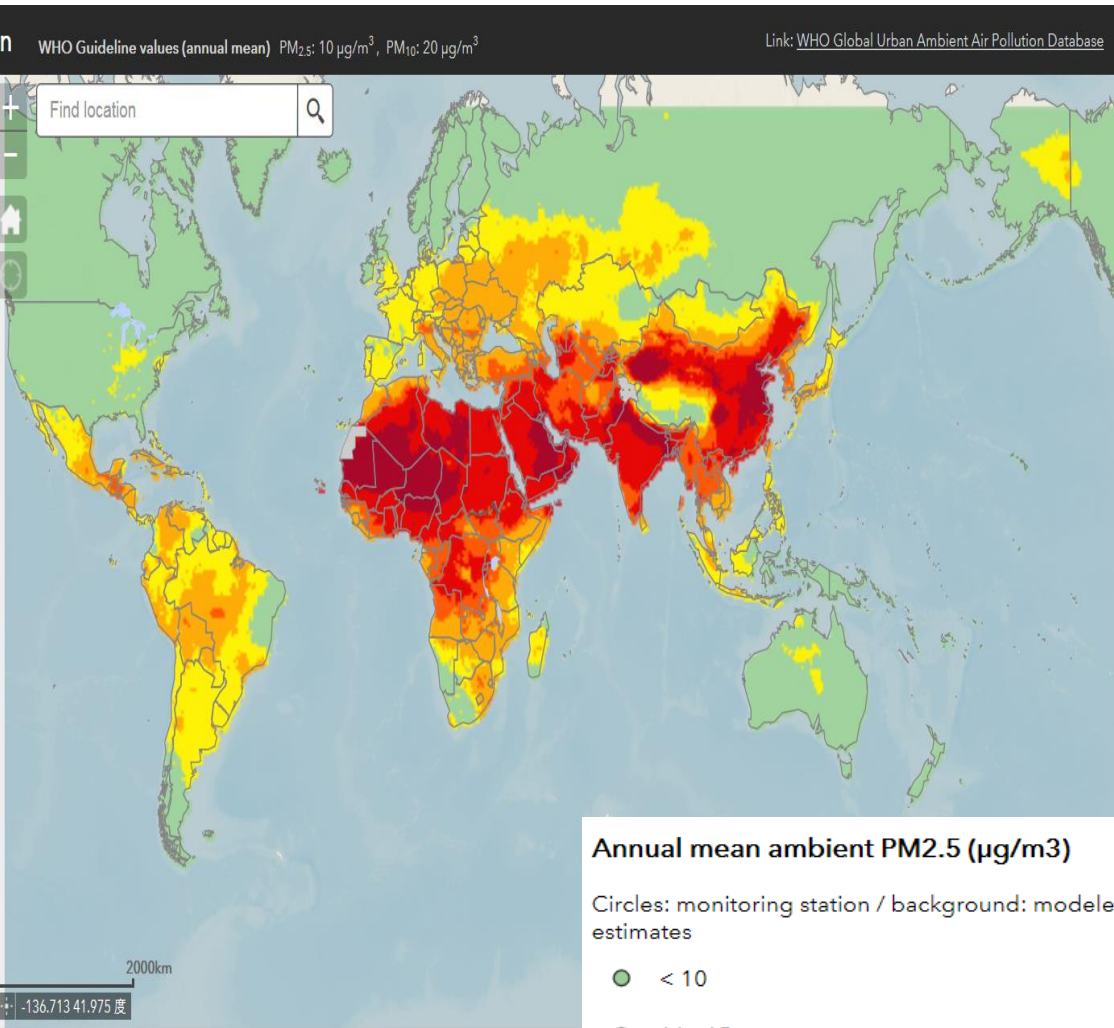 n WHO Guideline values (annual mean) PM2.5: 10 µg/m³, PM10: 20 µg/m³
Link: WHO Global Urban Ambient Air Pollution Database
+
Find location
−
Annual mean ambient PM2.5 (µg/m3)
Circles: monitoring station / background: modele
estimates
< 10
2000km
-136.713 41.975 度